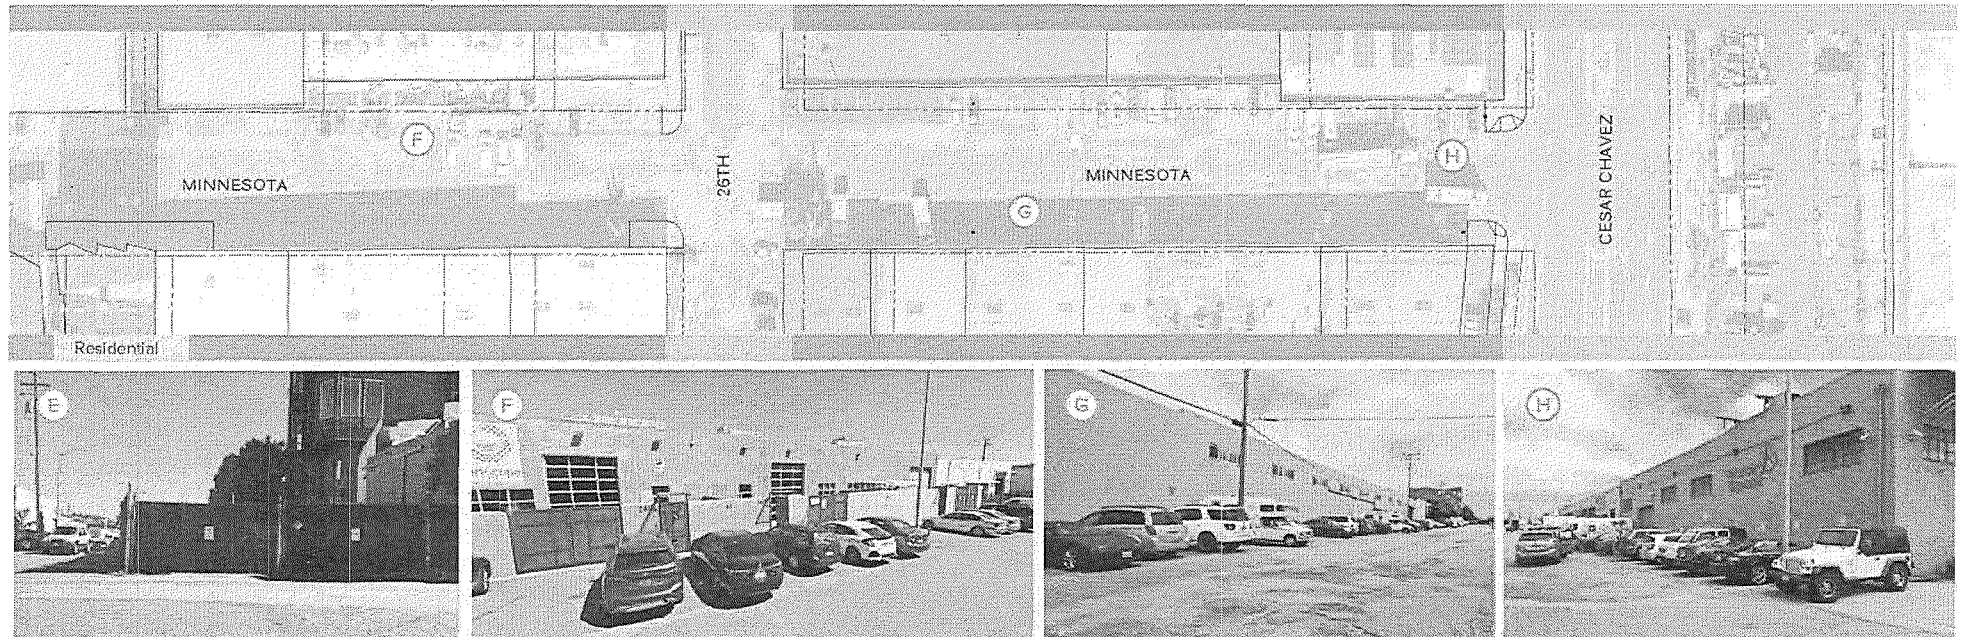 F
MINNESOTA
26TH
MINNESOTA
G
H
CESAR CHAVEZ
Residential
E
F
G
H